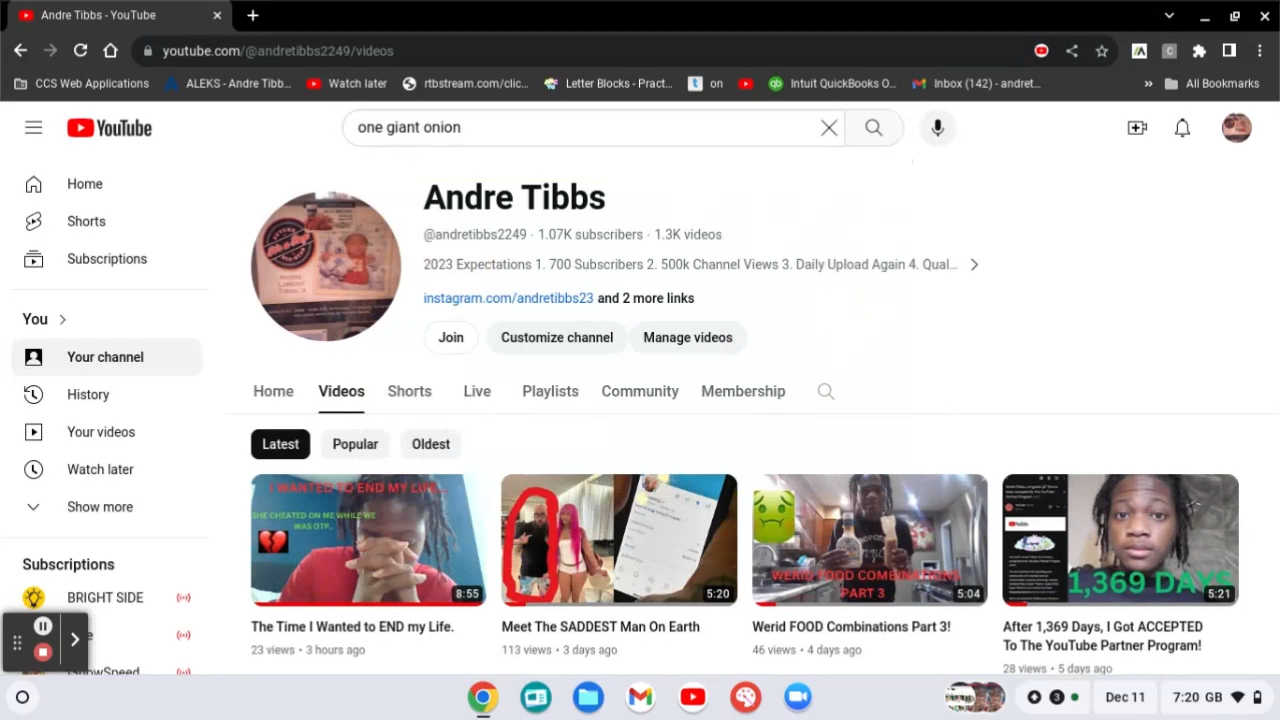 Andre Tibbs - YouTube
youtube.com/@andretibbs2249/videos
CCS Web Applications
ALEKS - Andre Tibb...
Watch later
rtbstream.com/clic...
Letter Blocks - Pract...
on
Intuit QuickBooks O...
Inbox (142) - andret...
All Bookmarks
YouTube
one giant onion
Home
Shorts
Subscriptions
You
Your channel
History
Your videos
Watch later
Show more
Subscriptions
BRIGHT SIDE
Andre Tibbs
@andretibbs2249 · 1.07K subscribers · 1.3K videos
2023 Expectations 1. 700 Subscribers 2. 500k Channel Views 3. Daily Upload Again 4. Qual...
instagram.com/andretibbs23 and 2 more links
Join Customize channel Manage videos
Home Videos Shorts Live Playlists Community Membership
Latest Popular Oldest
I WANTED TO END MY LIFE...
SHE CHEATED ON ME WHILE WE
WAS OTP..
8:55
The Time I Wanted to END my Life.
23 views • 3 hours ago
5:20
Meet The SADDEST Man On Earth
113 views • 3 days ago
FOOD COMBINATION
PART 3
5:04
Werid FOOD Combinations Part 3!
46 views • 4 days ago
1,369
5:21
After 1,369 Days, I Got ACCEPTED
To The YouTube Partner Program!
28 views • 5 days ago
3
Dec 11
7:20 GB